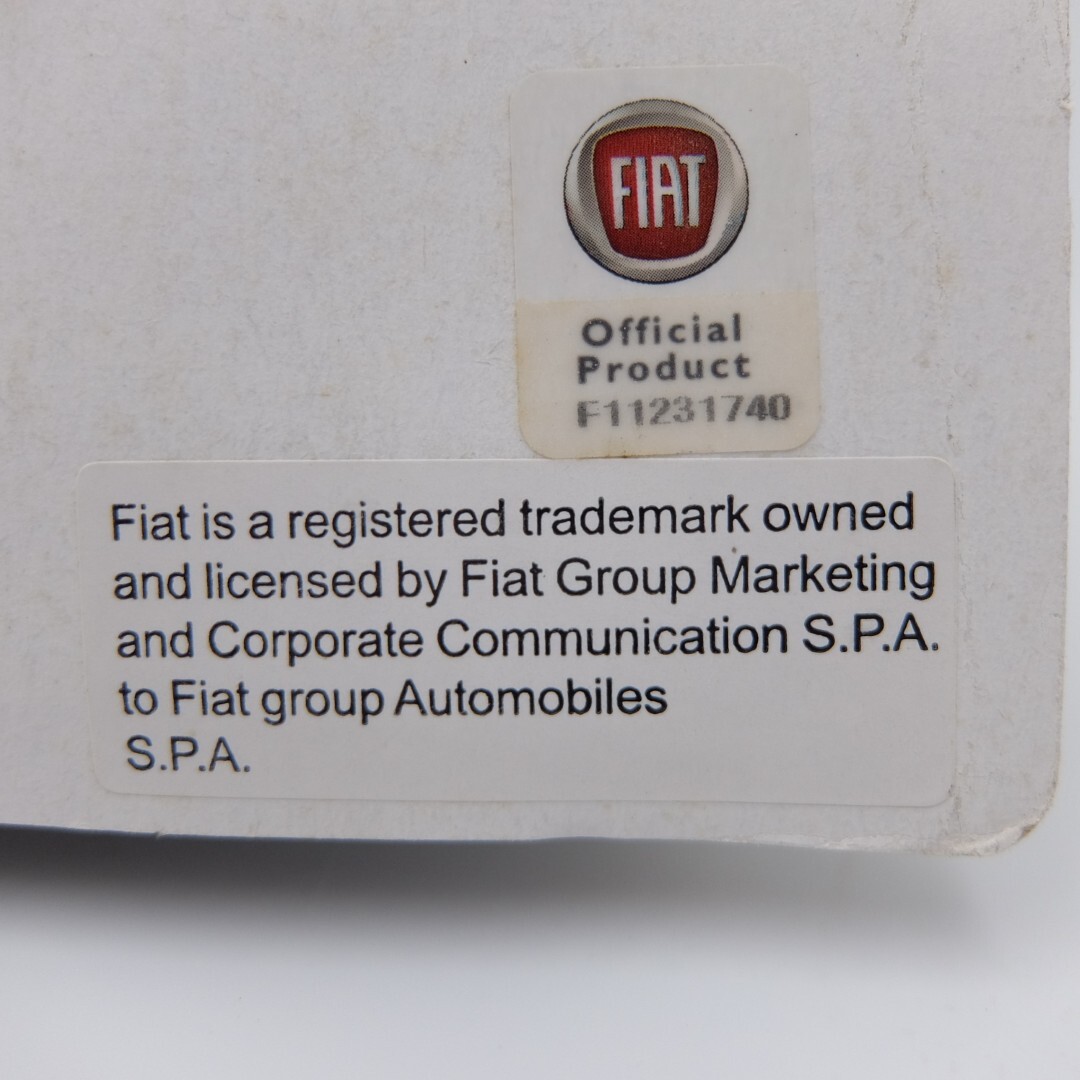 FIAT
Official
Product
F11231740
Fiat is a registered trademark owned
and licensed by Fiat Group Marketing
and Corporate Communication S.P.A.
to Fiat group Automobiles
S.P.A.